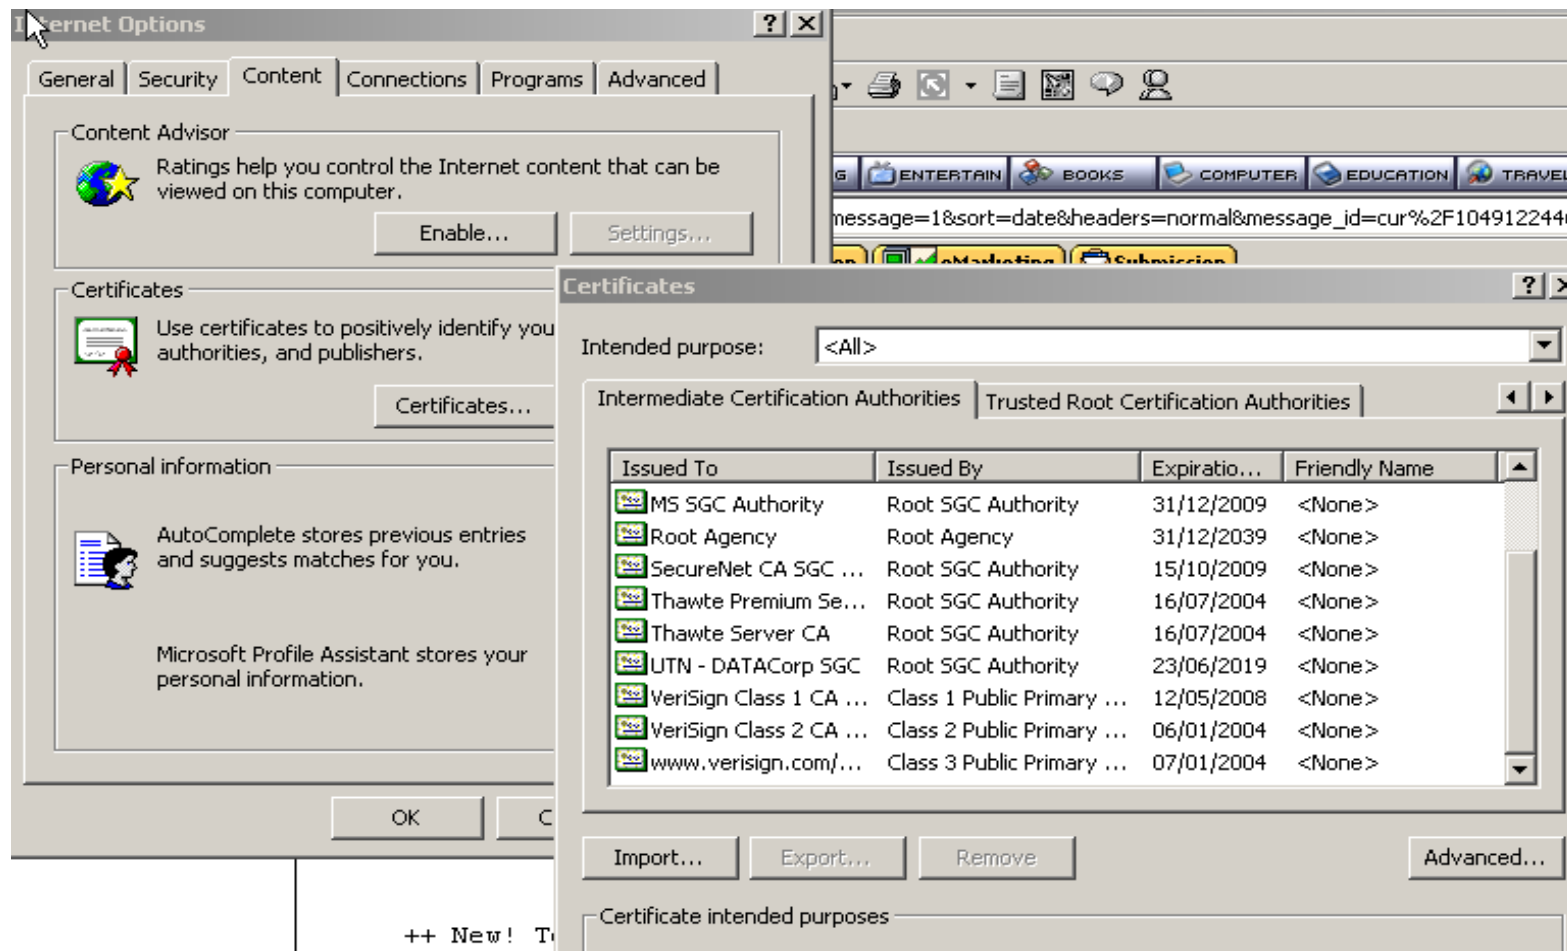 Internet Options
General Security Content Connections Programs Advanced
Content Advisor
Ratings help you control the Internet content that can be
viewed on this computer.
Enable... Settings...
Certificates
Use certificates to positively identify you
authorities, and publishers.
Certificates...
Personal information
AutoComplete stores previous entries
and suggests matches for you.
Microsoft Profile Assistant stores your
personal information.
OK C
++ New! T
G ENTERTAIN BOOKS COMPUTER EDUCATION TRAVEL
message=1&sort=date&headers=normal&message_id=cur%2F104912244
eMarketing Submission
Certificates
Intended purpose: <All>
Intermediate Certification Authorities Trusted Root Certification Authorities
Issued To Issued By Expiratio... Friendly Name
MS SGC Authority Root SGC Authority 31/12/2009 <None>
Root Agency Root Agency 31/12/2039 <None>
SecureNet CA SGC ... Root SGC Authority 15/10/2009 <None>
Thawte Premium Se... Root SGC Authority 16/07/2004 <None>
Thawte Server CA Root SGC Authority 16/07/2004 <None>
UTN - DATACorp SGC Root SGC Authority 23/06/2019 <None>
VeriSign Class 1 CA ... Class 1 Public Primary ... 12/05/2008 <None>
VeriSign Class 2 CA ... Class 2 Public Primary ... 06/01/2004 <None>
www.verisign.com/... Class 3 Public Primary ... 07/01/2004 <None>
Import... Export... Remove Advanced...
Certificate intended purposes